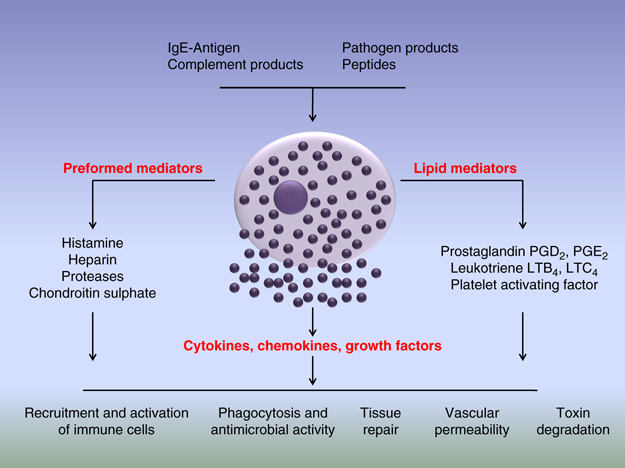 IgE-Antigen
Complement products
Pathogen products
Peptides
Preformed mediators
Lipid mediators
Histamine
Heparin
Proteases
Chondroitin sulphate
Prostaglandin PGD₂, PGE₂
Leukotriene LTB₄, LTC₄
Platelet activating factor
Cytokines, chemokines, growth factors
Recruitment and activation
of immune cells
Phagocytosis and
antimicrobial activity
Tissue
repair
Vascular
permeability
Toxin
degradation